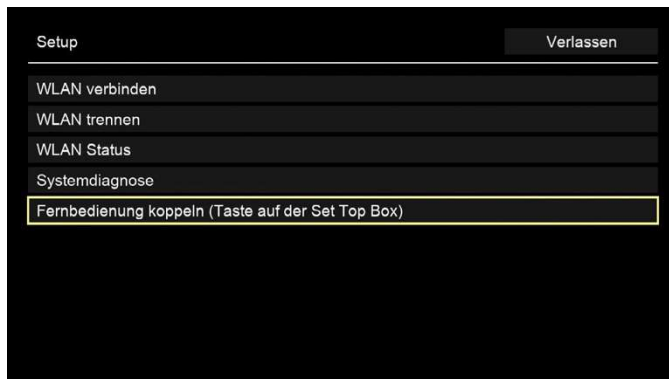 Setup
Verlassen
WLAN verbinden
WLAN trennen
WLAN Status
Systemdiagnose
Fernbedienung koppeln (Taste auf der Set Top Box)